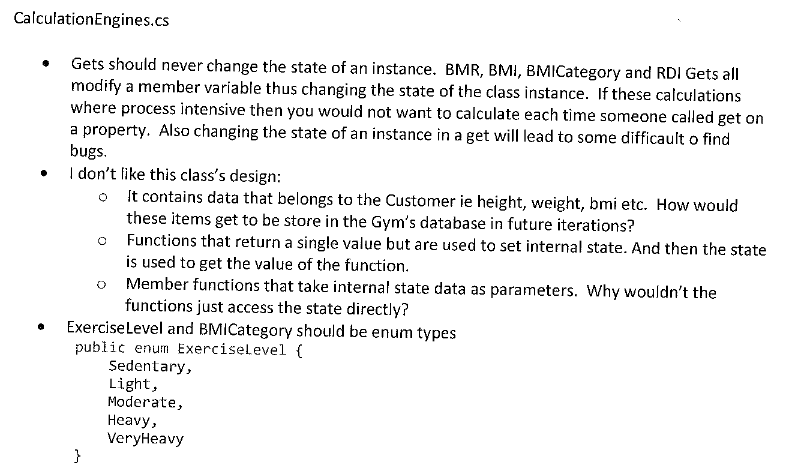 CalculationEngines.cs
• Gets should never change the state of an instance. BMR, BMI, BMICategory and RDI Gets all
modify a member variable thus changing the state of the class instance. If these calculations
where process intensive then you would not want to calculate each time someone called get on
a property. Also changing the state of an instance in a get will lead to some difficault o find
bugs.
• I don't like this class's design:
o It contains data that belongs to the Customer ie height, weight, bmi etc. How would
these items get to be store in the Gym's database in future iterations?
o Functions that return a single value but are used to set internal state. And then the state
is used to get the value of the function.
o Member functions that take internal state data as parameters. Why wouldn't the
functions just access the state directly?
• ExerciseLevel and BMICategory should be enum types
public enum ExerciseLevel {
Sedentary,
Light,
Moderate,
Heavy,
VeryHeavy
}